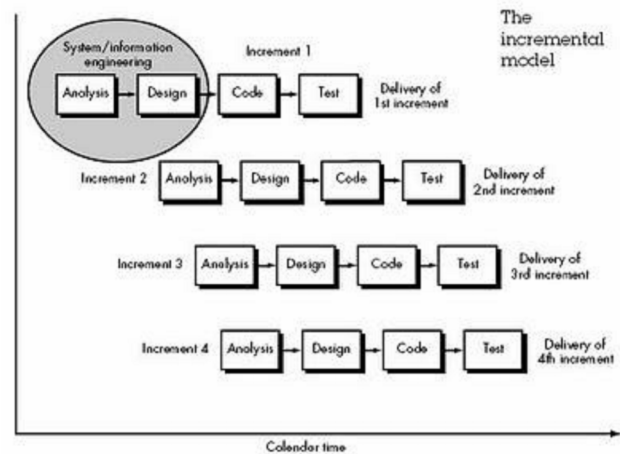 The
incremental
model
System/information
engineering
Increment 1
Analysis
Design
Code
Test
Delivery of
1st increment
Increment 2
Analysis
Design
Code
Test
Delivery of
2nd increment
Increment 3
Analysis
Design
Code
Test
Delivery of
3rd increment
Increment 4
Analysis
Design
Code
Test
Delivery of
4th increment
Calendar time